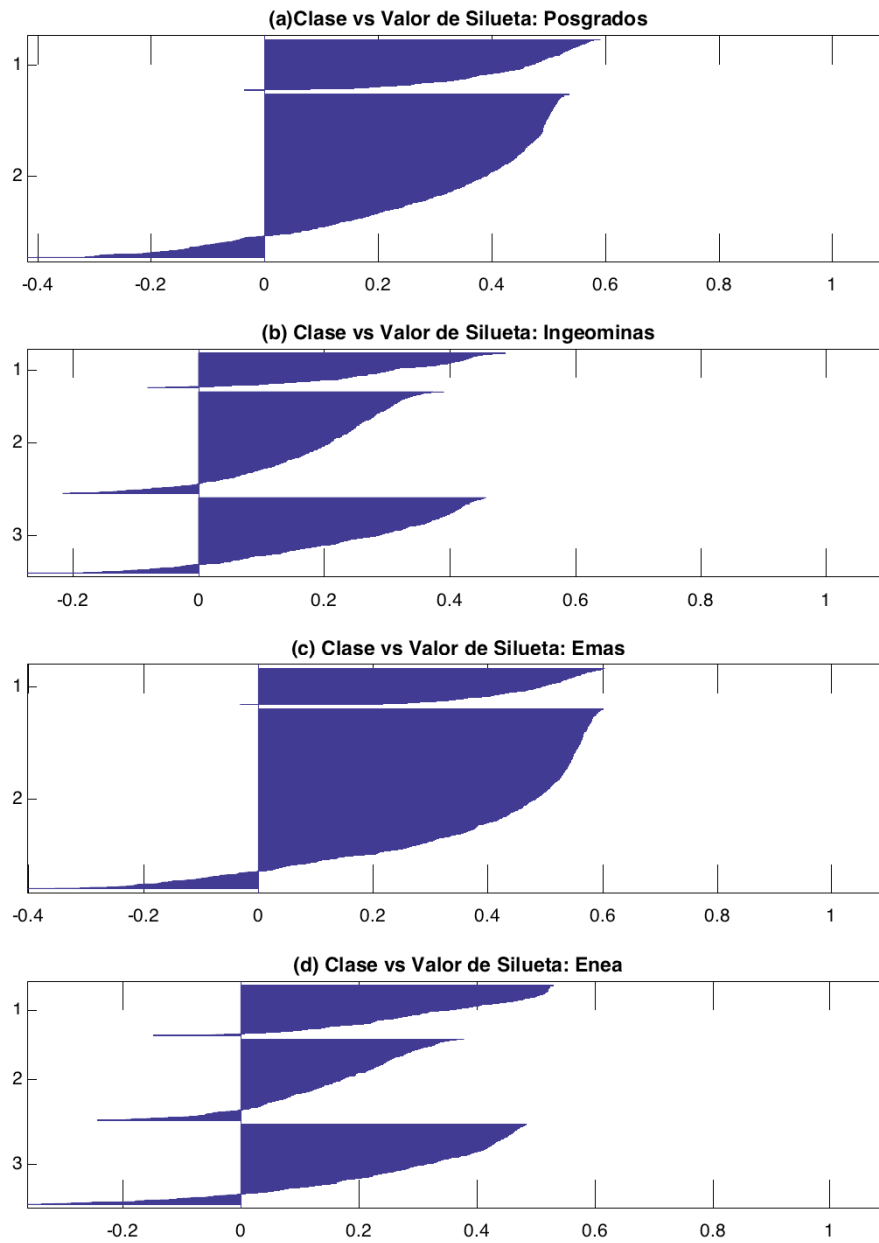 (a)Clase vs Valor de Silueta: Posgrados
1
2
-0.4 -0.2 0 0.2 0.4 0.6 0.8 1
(b) Clase vs Valor de Silueta: Ingeominas
1
2
3
-0.2 0 0.2 0.4 0.6 0.8 1
(c) Clase vs Valor de Silueta: Emas
1
2
-0.4 -0.2 0 0.2 0.4 0.6 0.8 1
(d) Clase vs Valor de Silueta: Enea
1
2
3
-0.2 0 0.2 0.4 0.6 0.8 1